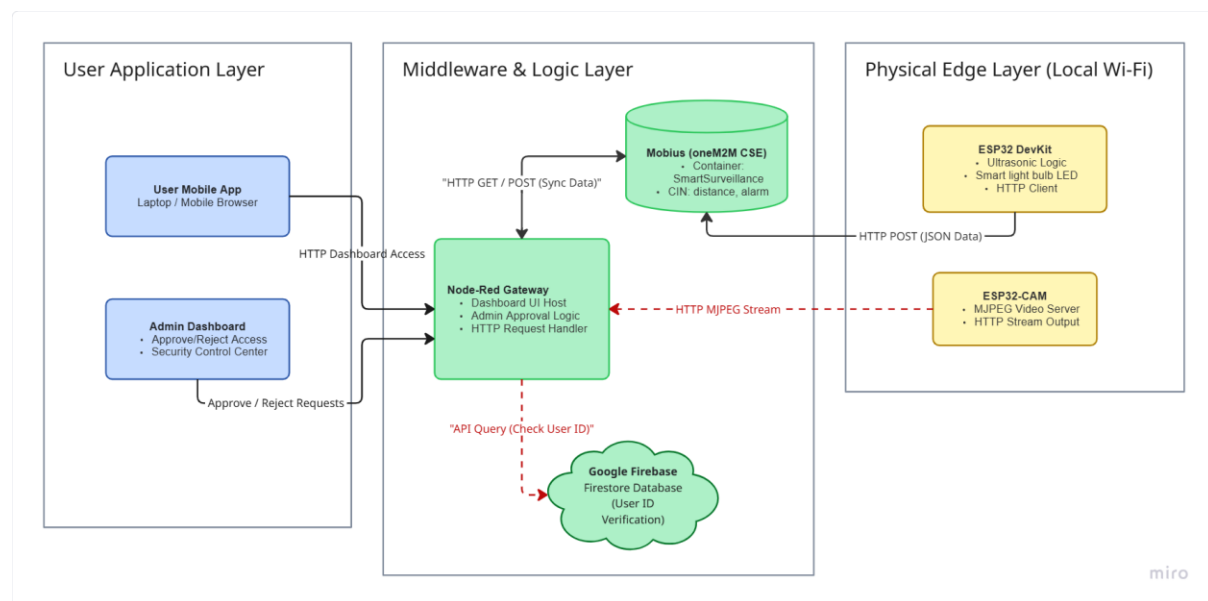 User Application Layer
Middleware & Logic Layer
Physical Edge Layer (Local Wi-Fi)
User Mobile App
Laptop / Mobile Browser
HTTP Dashboard Access
Admin Dashboard
• Approve/Reject Access
• Security Control Center
Approve / Reject Requests
Mobius (oneM2M CSE)
• Container:
SmartSurveillance
• CIN: distance, alarm
"HTTP GET / POST (Sync Data)"
Node-Red Gateway
• Dashboard UI Host
• Admin Approval Logic
• HTTP Request Handler
"API Query (Check User ID)"
Google Firebase
Firestore Database
(User ID
Verification)
ESP32 DevKit
• Ultrasonic Logic
• Smart light bulb LED
• HTTP Client
HTTP POST (JSON Data)
HTTP MJPEG Stream
ESP32-CAM
• MJPEG Video Server
• HTTP Stream Output
miro